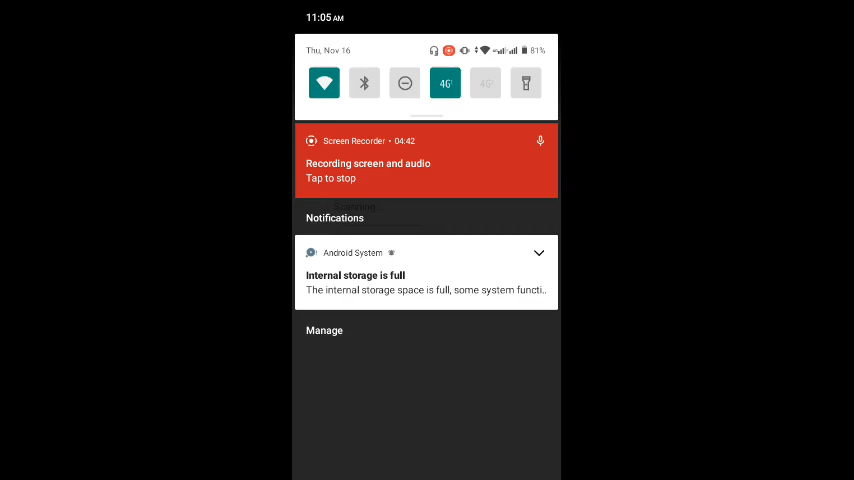 11:05 AM
Thu, Nov 16
81%
4G
4G
Screen Recorder • 04:42
Recording screen and audio
Tap to stop
Scanning
Notifications
Android System
Internal storage is full
The internal storage space is full, some system functi..
Manage